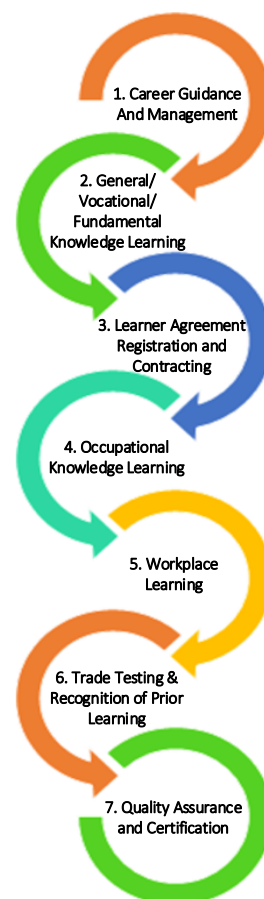 1. Career Guidance
And Management
2. General/
Vocational/
Fundamental
Knowledge Learning
3. Learner Agreement
Registration and
Contracting
4. Occupational
Knowledge Learning
5. Workplace
Learning
6. Trade Testing &
Recognition of Prior
Learning
7. Quality Assurance
and Certification